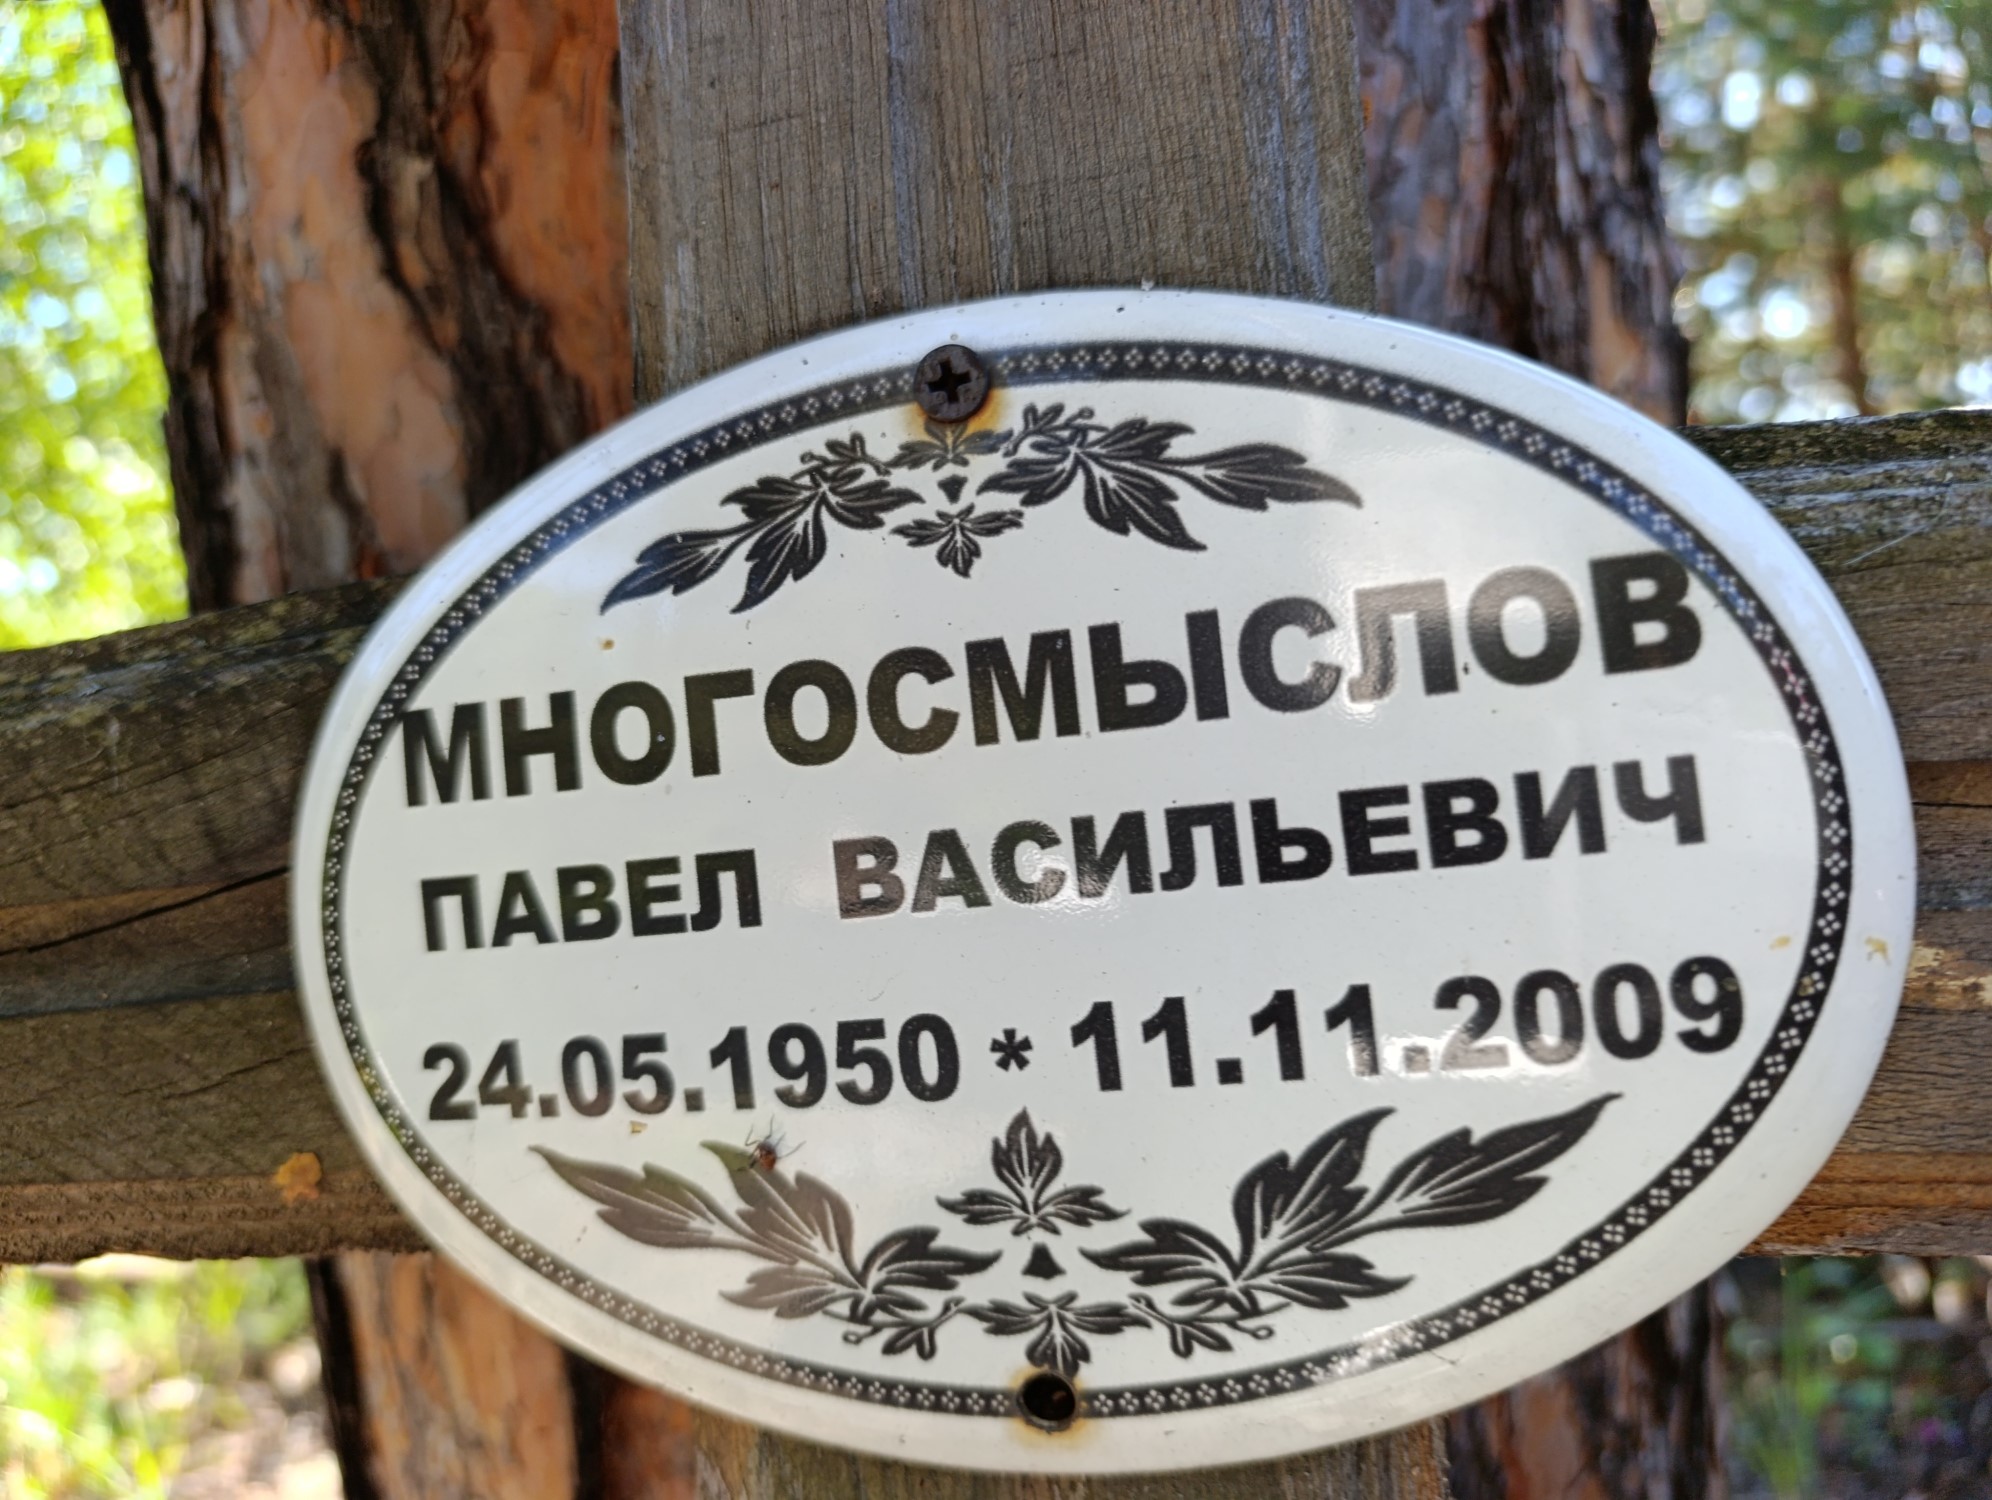 МНОГОСМЫСЛОВ
ПАВЕЛ ВАСИЛЬЕВИЧ
24.05.1950 * 11.11.2009